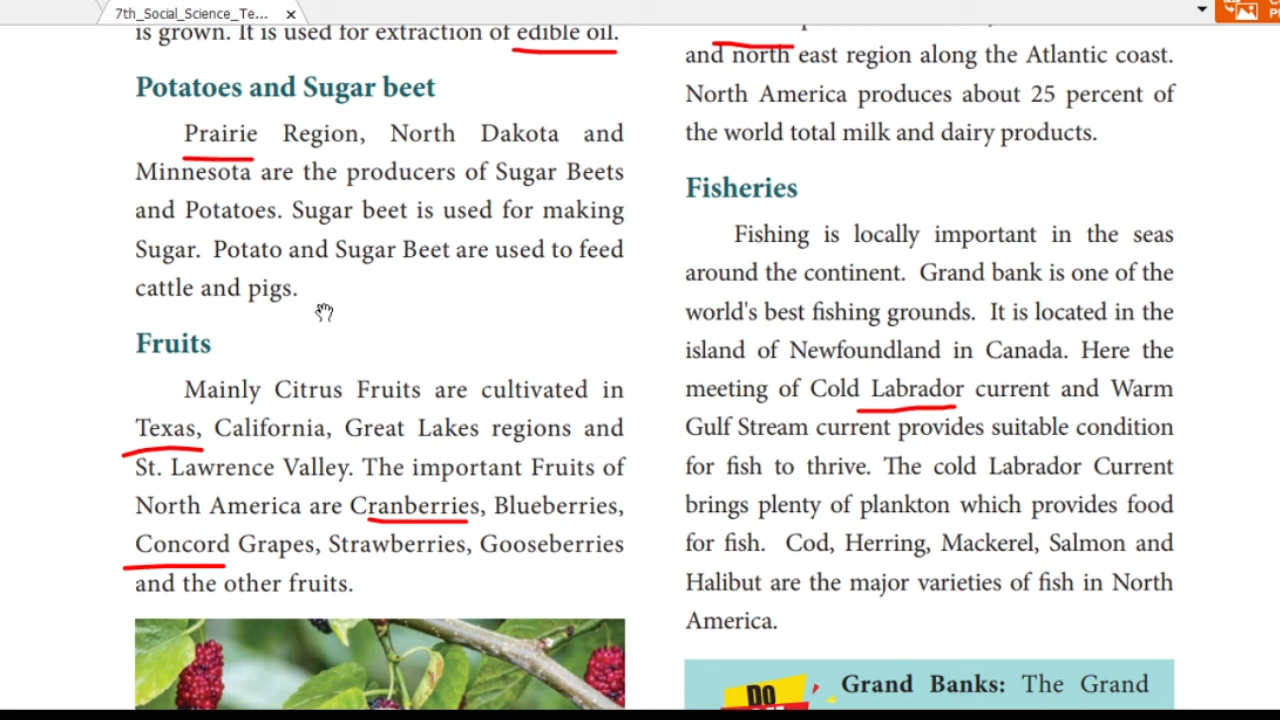 7th_Social_Science_Te...
is grown. It is used for extraction of edible oil.
Potatoes and Sugar beet
Prairie Region, North Dakota and
Minnesota are the producers of Sugar Beets
and Potatoes. Sugar beet is used for making
Sugar. Potato and Sugar Beet are used to feed
cattle and pigs.
Fruits
Mainly Citrus Fruits are cultivated in
Texas, California, Great Lakes regions and
St. Lawrence Valley. The important Fruits of
North America are Cranberries, Blueberries,
Concord Grapes, Strawberries, Gooseberries
and the other fruits.
and north east region along the Atlantic coast.
North America produces about 25 percent of
the world total milk and dairy products.
Fisheries
Fishing is locally important in the seas
around the continent. Grand bank is one of the
world's best fishing grounds. It is located in the
island of Newfoundland in Canada. Here the
meeting of Cold Labrador current and Warm
Gulf Stream current provides suitable condition
for fish to thrive. The cold Labrador Current
brings plenty of plankton which provides food
for fish. Cod, Herring, Mackerel, Salmon and
Halibut are the major varieties of fish in North
America.
DO
Grand Banks: The Grand